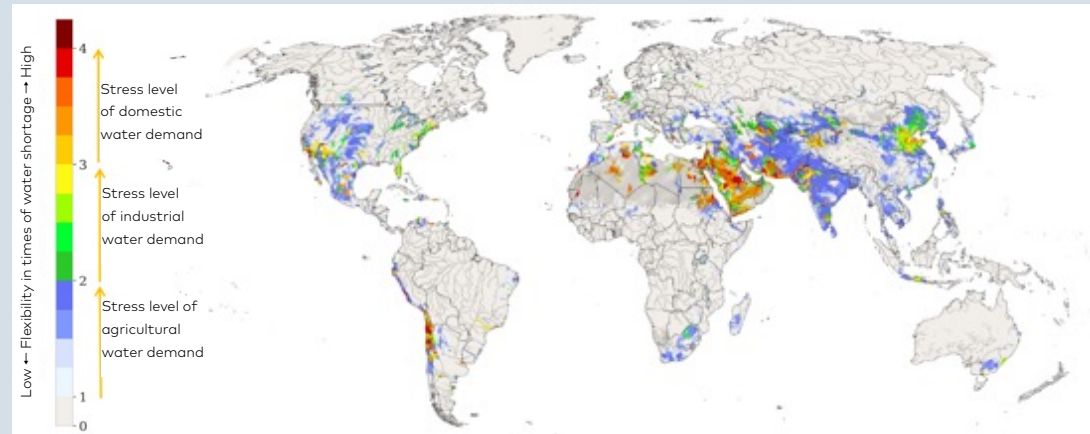 Low ← Flexibility in times of water shortage → High
4
Stress level
of domestic
water demand
3
Stress level
of industrial
water demand
2
Stress level of
agricultural
water demand
1
0